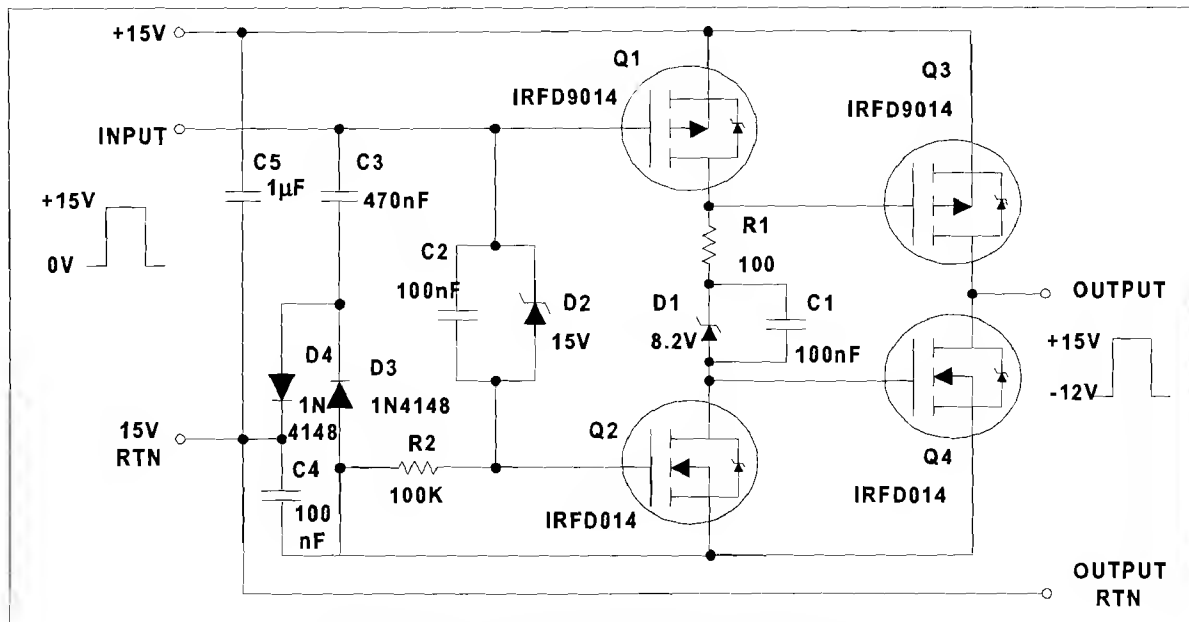 +15V
Q1
Q3
IRFD9014
IRFD9014
INPUT
C5
1µF
C3
470nF
+15V
0V
C2
100nF
D2
15V
R1
100
D1
8.2V
C1
100nF
OUTPUT
+15V
-12V
D4
1N
4148
D3
1N4148
15V
RTN
R2
100K
C4
100
nF
Q2
IRFD014
Q4
IRFD014
OUTPUT
RTN